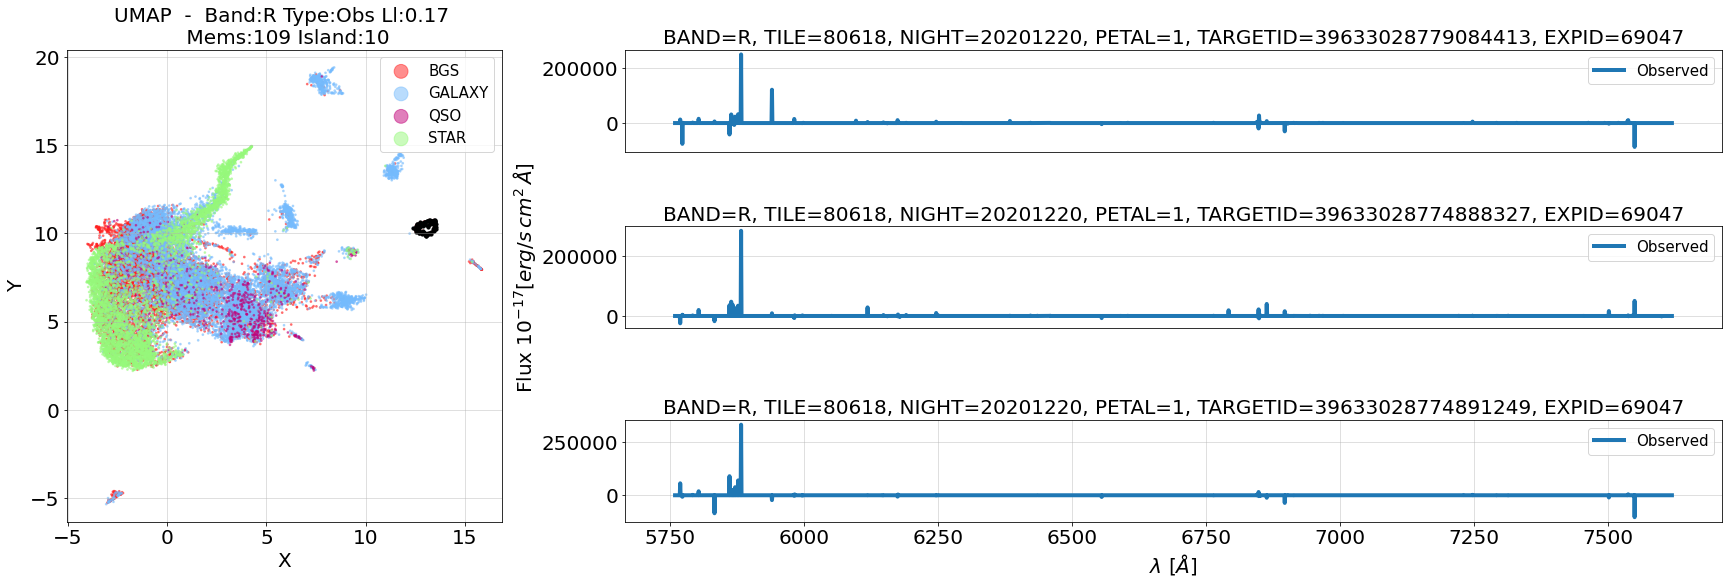 UMAP - Band:R Type:Obs Ll:0.17
Mems:109 Island:10
20
15
10
5
0
−5
Y
BGS
GALAXY
QSO
STAR
−5
0
5
10
15
X
BAND=R, TILE=80618, NIGHT=20201220, PETAL=1, TARGETID=39633028779084413, EXPID=69047
200000
0
Observed
BAND=R, TILE=80618, NIGHT=20201220, PETAL=1, TARGETID=39633028774888327, EXPID=69047
200000
0
Observed
Flux 10⁻¹⁷[erg/s cm² Å]
BAND=R, TILE=80618, NIGHT=20201220, PETAL=1, TARGETID=39633028774891249, EXPID=69047
250000
0
Observed
5750
6000
6250
6500
6750
7000
7250
7500
λ [Å]